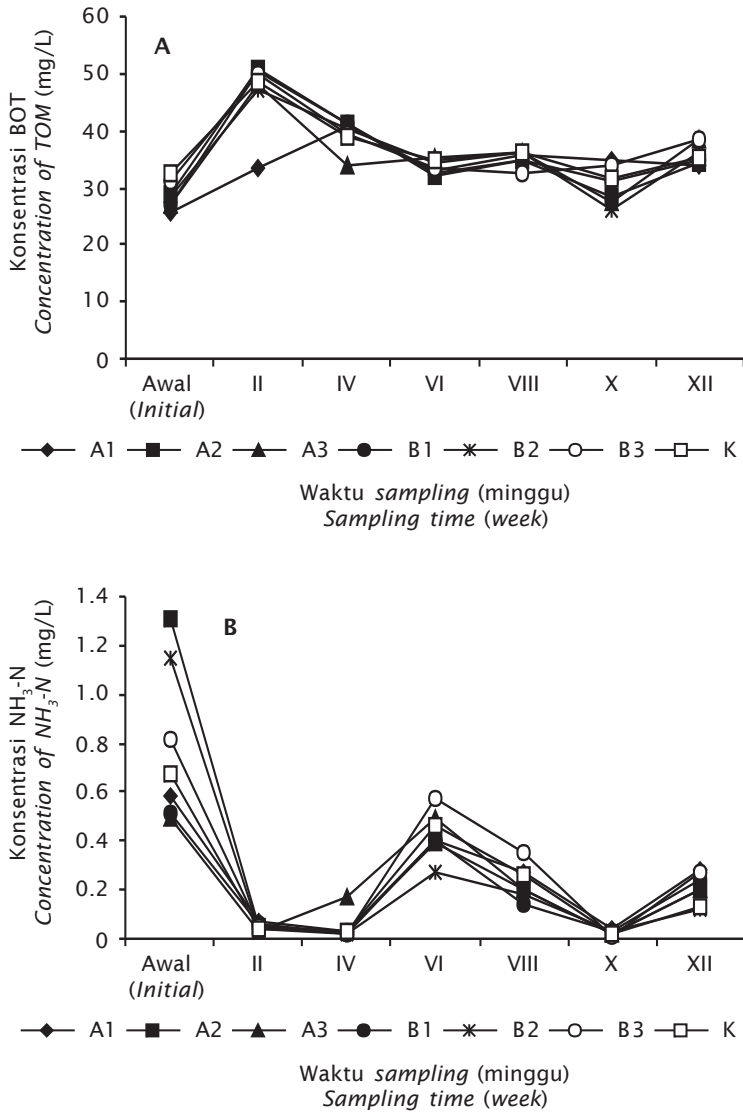 Konsentrasi BOT
Concentration of TOM (mg/L)
A
60
50
40
30
20
10
0
Awal II IV VI VIII X XII
(Initial)
A1 A2 A3 B1 B2 B3 K
Waktu sampling (minggu)
Sampling time (week)
Konsentrasi NH3-N
Concentration of NH3-N (mg/L)
B
1.4
1.2
1.0
0.8
0.6
0.4
0.2
0
Awal II IV VI VIII X XII
(Initial)
A1 A2 A3 B1 B2 B3 K
Waktu sampling (minggu)
Sampling time (week)